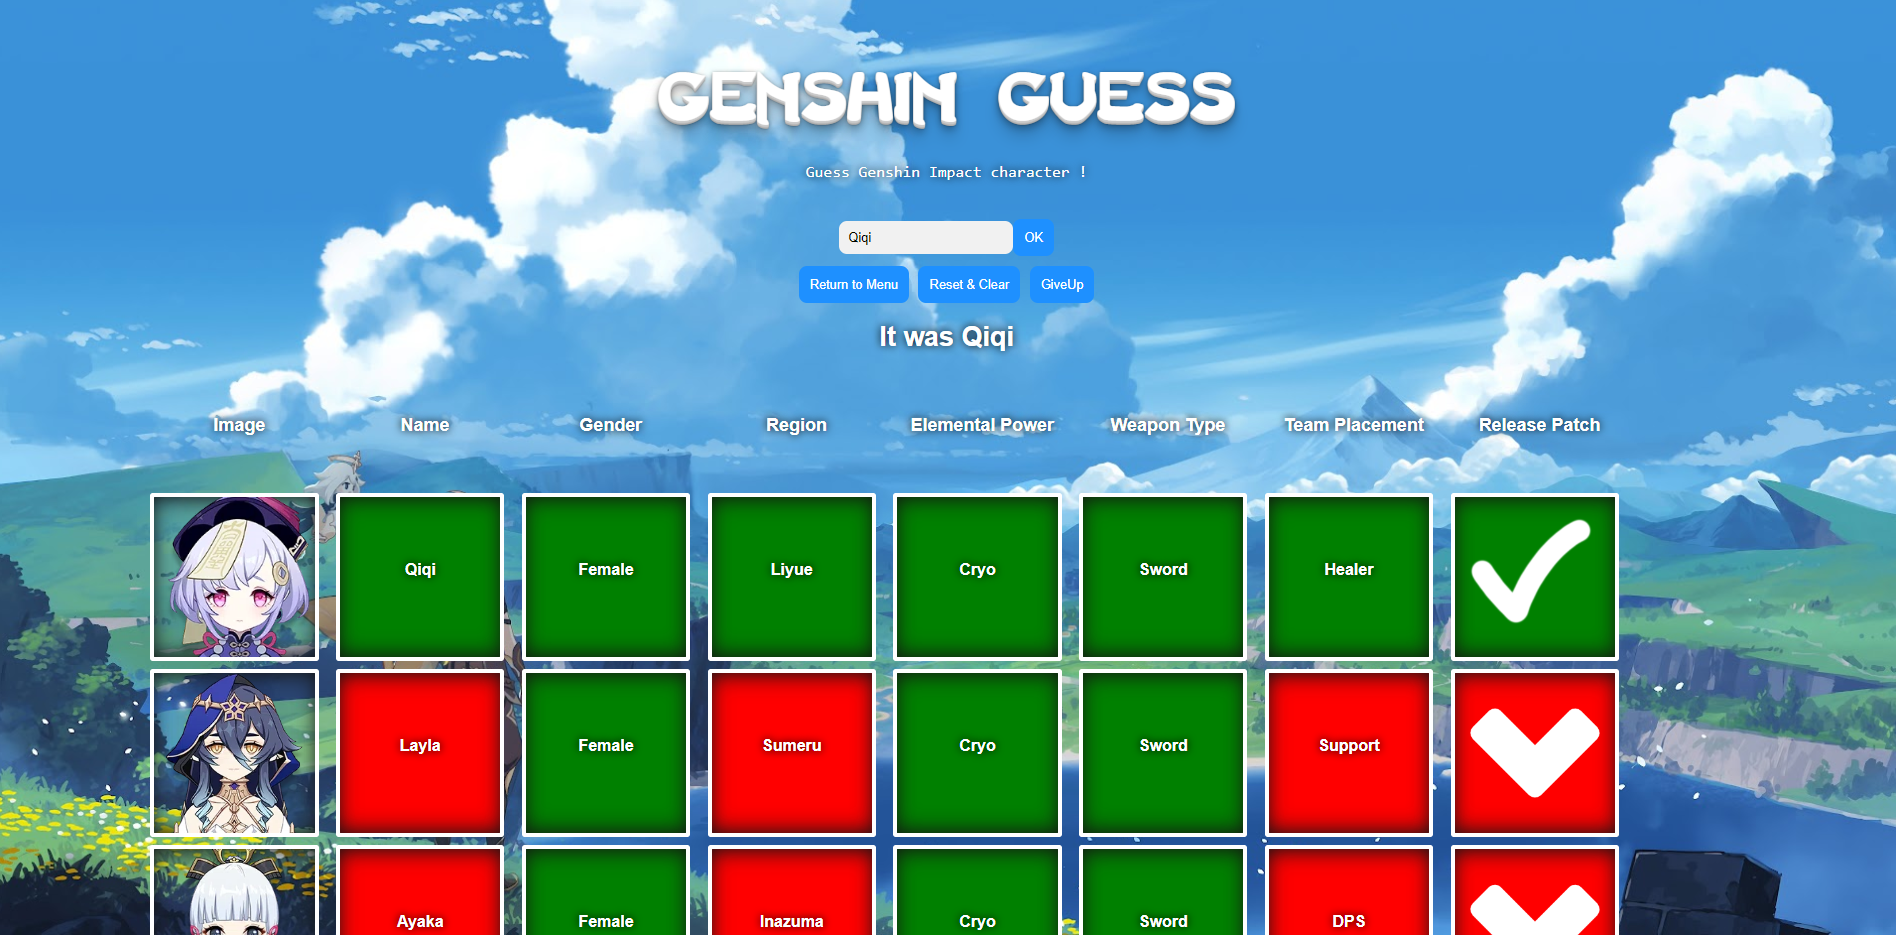 GENSHIN GUESS
Guess Genshin Impact character !
Qiqi OK
Return to Menu Reset & Clear GiveUp
It was Qiqi
Image Name Gender Region Elemental Power Weapon Type Team Placement Release Patch
Qiqi Female Liyue Cryo Sword Healer
Layla Female Sumeru Cryo Sword Support
Ayaka Female Inazuma Cryo Sword DPS